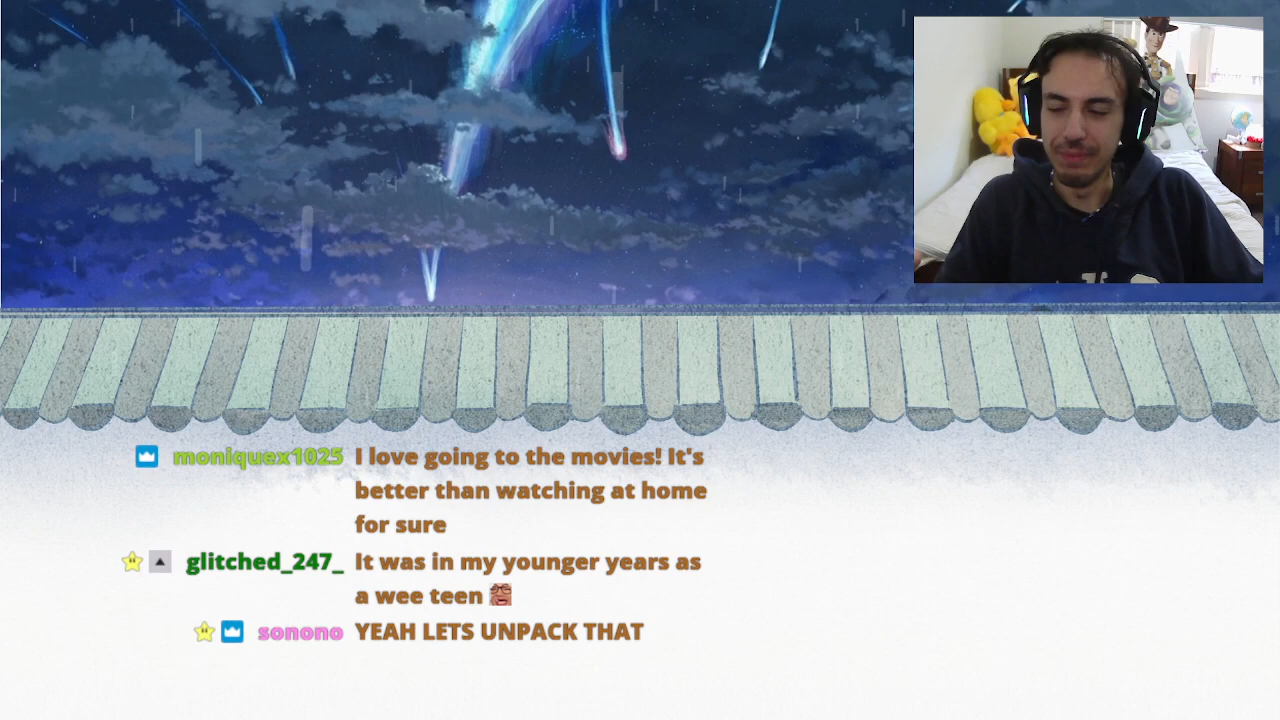 moniquex1025 I love going to the movies! It's
better than watching at home
for sure
glitched_247_ It was in my younger years as
a wee teen
sonono YEAH LETS UNPACK THAT